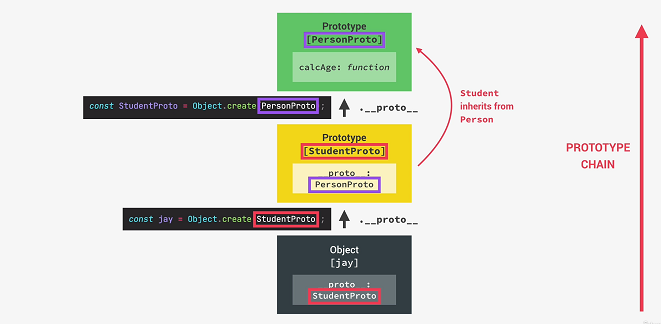 Prototype
[PersonProto]
calcAge: function
const StudentProto = Object.create PersonProto ;
.__proto__
Student
inherits from
Person
Prototype
[StudentProto]
__proto__:
PersonProto
PROTOTYPE
CHAIN
const jay = Object.create StudentProto ;
.__proto__
Object
[jay]
__proto__:
StudentProto